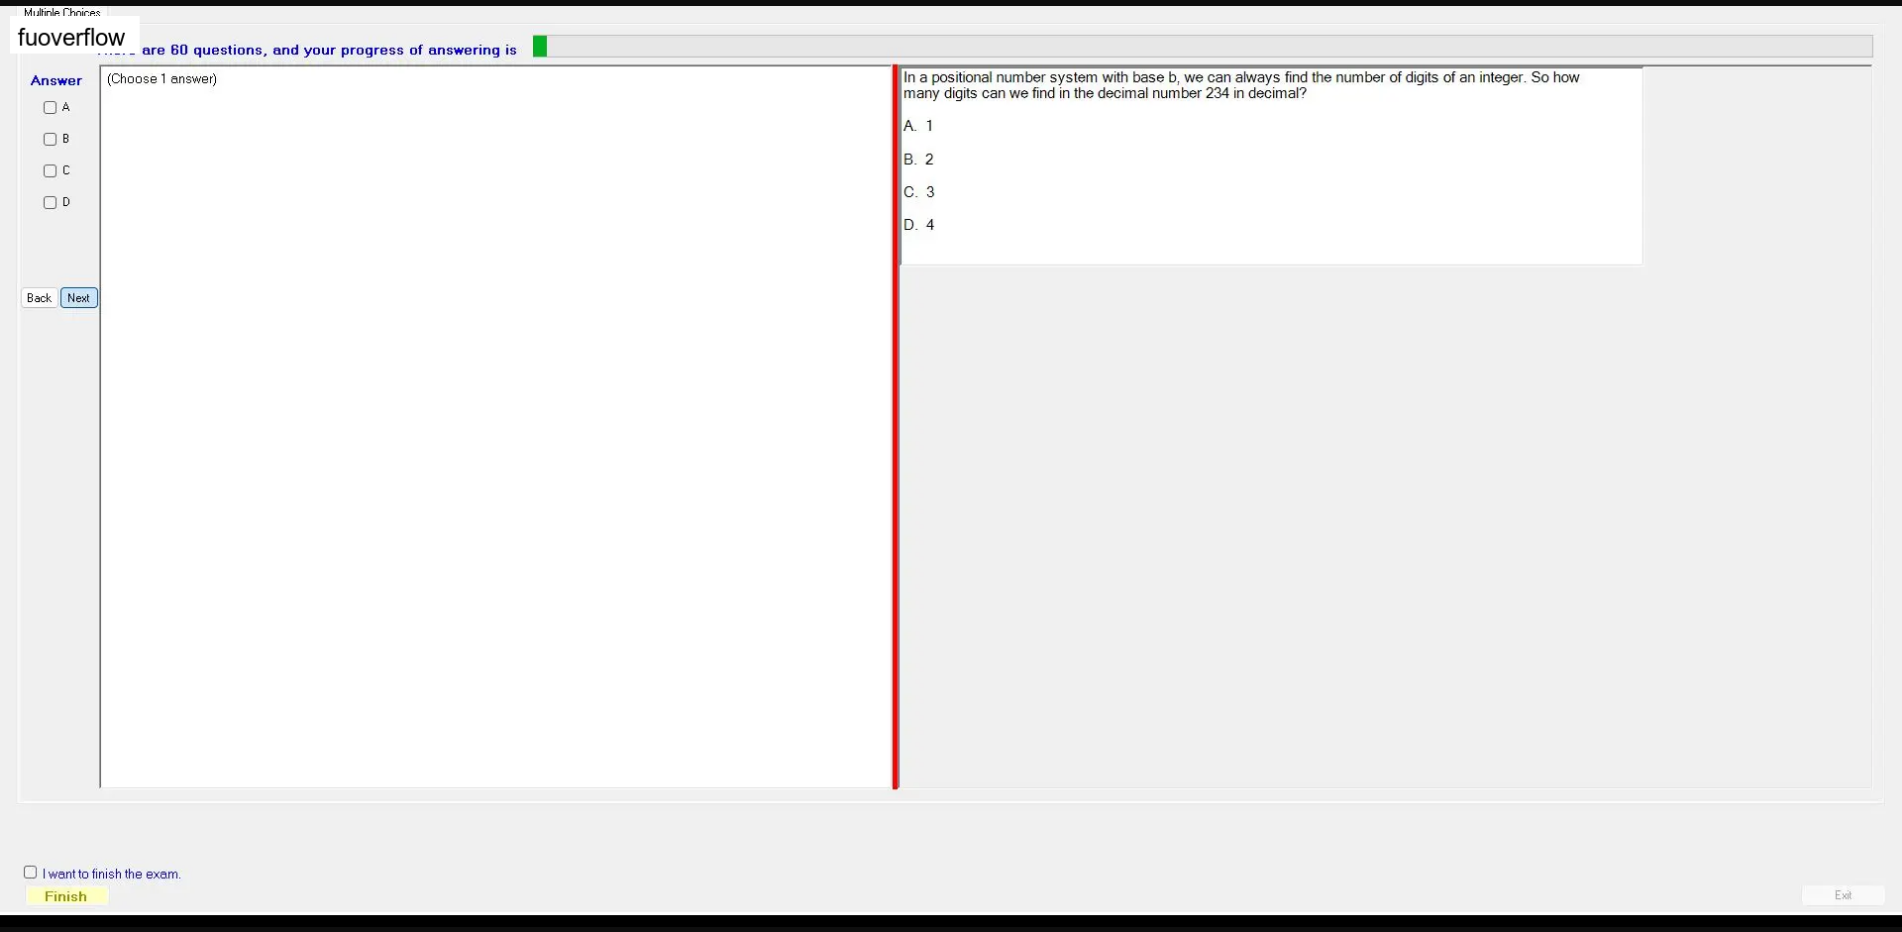 Multiple Choices
fuoverflow
are 60 questions, and your progress of answering is
Answer
(Choose 1 answer)
A
B
C
D
Back Next
In a positional number system with base b, we can always find the number of digits of an integer. So how
many digits can we find in the decimal number 234 in decimal?
A. 1
B. 2
C. 3
D. 4
I want to finish the exam.
Finish
Exit